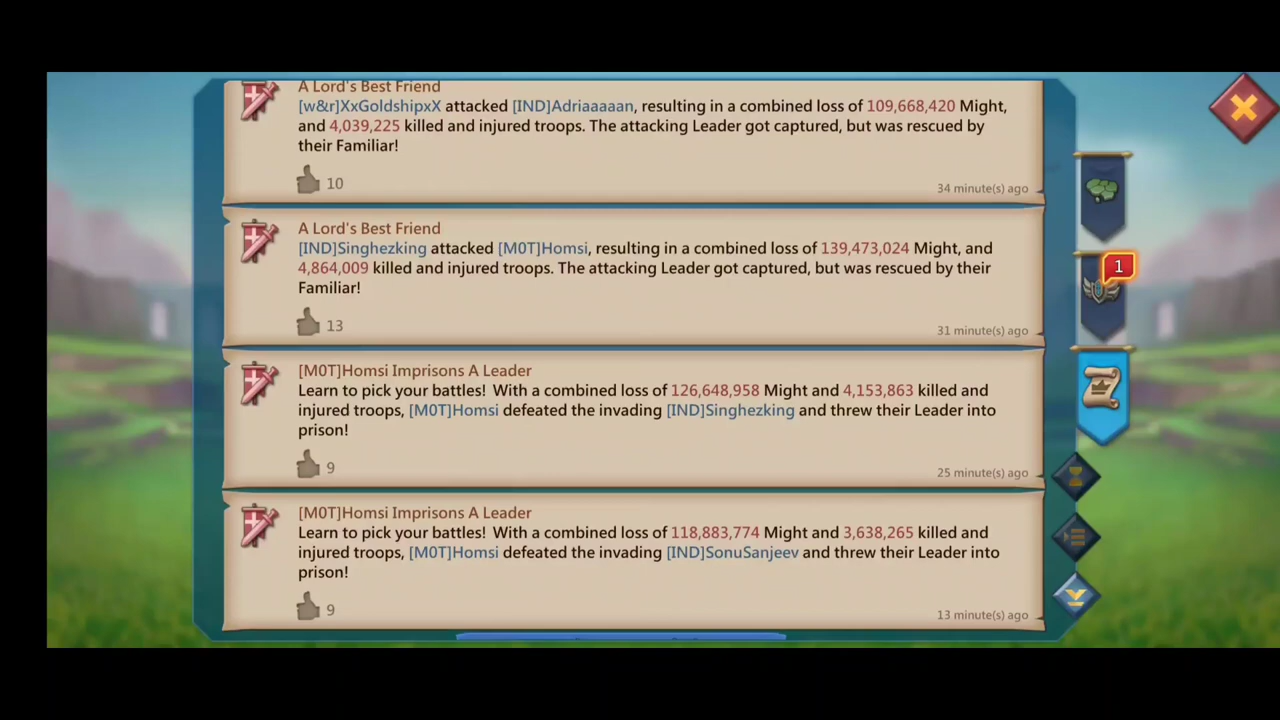 A Lord's Best Friend
[w&r]XxGoldshipxX attacked [IND]Adriaaaaan, resulting in a combined loss of 109,668,420 Might,
and 4,039,225 killed and injured troops. The attacking Leader got captured, but was rescued by
their Familiar!
10
34 minute(s) ago
A Lord's Best Friend
[IND]Singhezking attacked [M0T]Homsi, resulting in a combined loss of 139,473,024 Might, and
4,864,009 killed and injured troops. The attacking Leader got captured, but was rescued by their
Familiar!
13
31 minute(s) ago
1
[M0T]Homsi Imprisons A Leader
Learn to pick your battles! With a combined loss of 126,648,958 Might and 4,153,863 killed and
injured troops, [M0T]Homsi defeated the invading [IND]Singhezking and threw their Leader into
prison!
9
25 minute(s) ago
[M0T]Homsi Imprisons A Leader
Learn to pick your battles! With a combined loss of 118,883,774 Might and 3,638,265 killed and
injured troops, [M0T]Homsi defeated the invading [IND]SonuSanjeev and threw their Leader into
prison!
9
13 minute(s) ago